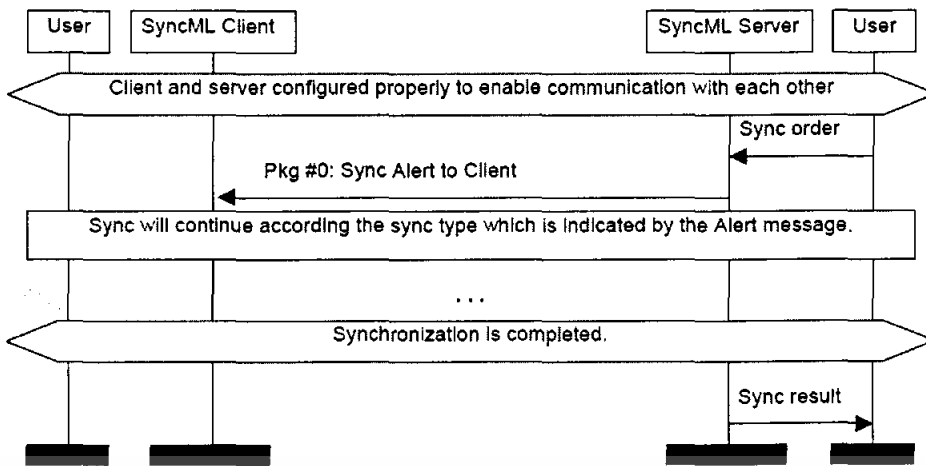 User
SyncML Client
SyncML Server
User
Client and server configured properly to enable communication with each other
Sync order
Pkg #0: Sync Alert to Client
Sync will continue according the sync type which is indicated by the Alert message.
...
Synchronization is completed.
Sync result